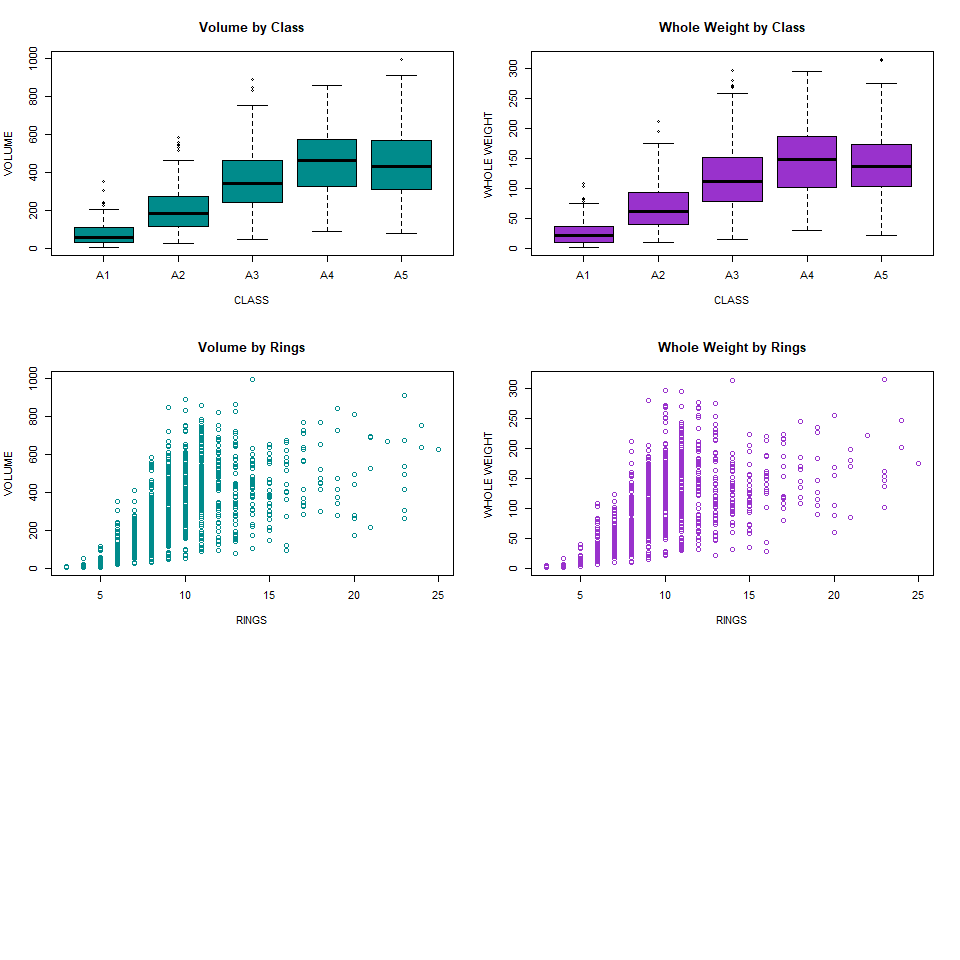 Volume by Class
VOLUME
0 200 400 600 800 1000
A1 A2 A3 A4 A5
CLASS
Whole Weight by Class
WHOLE WEIGHT
0 50 100 150 200 250 300
A1 A2 A3 A4 A5
CLASS
Volume by Rings
VOLUME
0 200 400 600 800 1000
5 10 15 20 25
RINGS
Whole Weight by Rings
WHOLE WEIGHT
0 50 100 150 200 250 300
5 10 15 20 25
RINGS